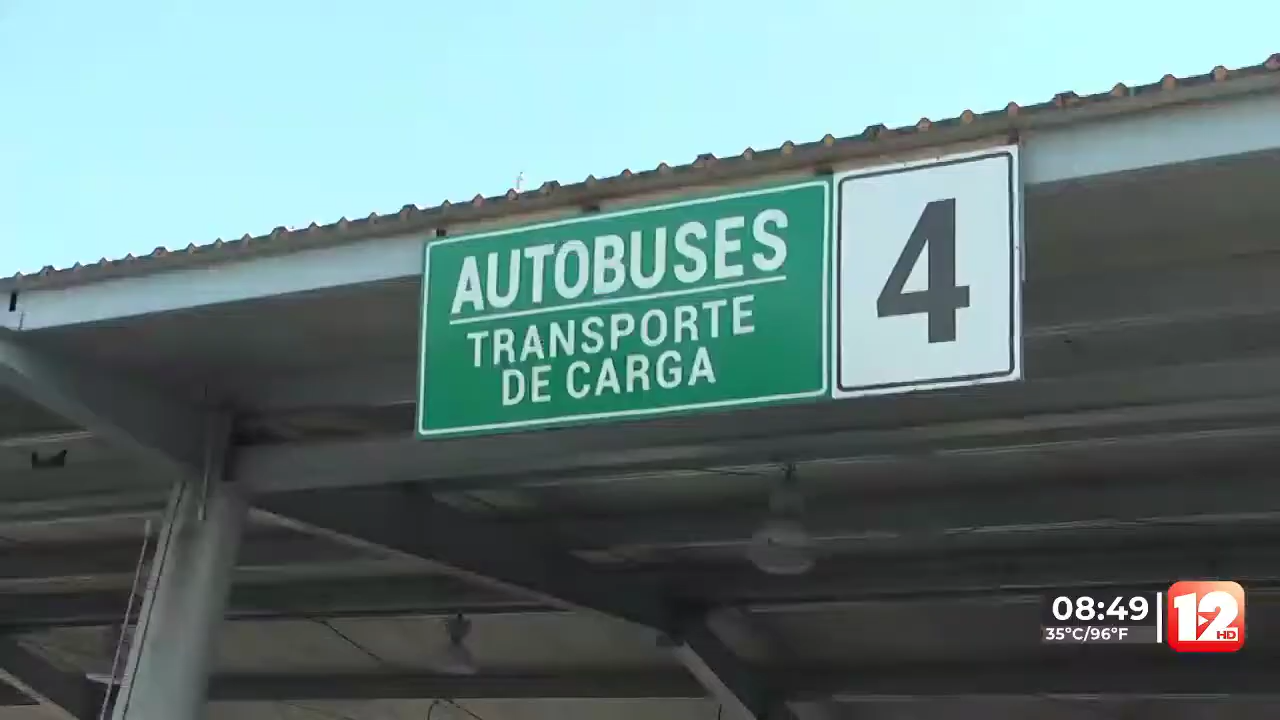 AUTOBUSES
TRANSPORTE
DE CARGA
4
08:49
35°C/96°F
12
HD